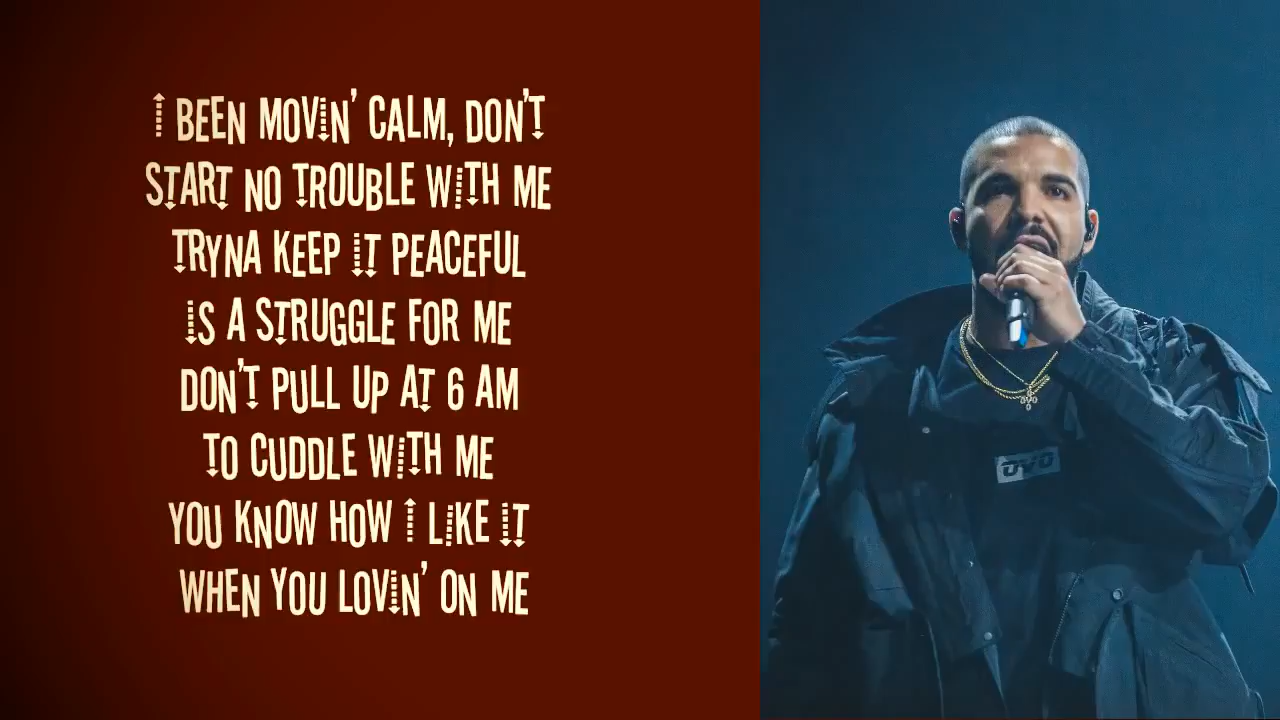 I BEEN MOVIN' CALM, DON'T
START NO TROUBLE WITH ME
TRYNA KEEP IT PEACEFUL
IS A STRUGGLE FOR ME
DON'T PULL UP AT 6 AM
TO CUDDLE WITH ME
YOU KNOW HOW I LIKE IT
WHEN YOU LOVIN' ON ME
OVO
OVO